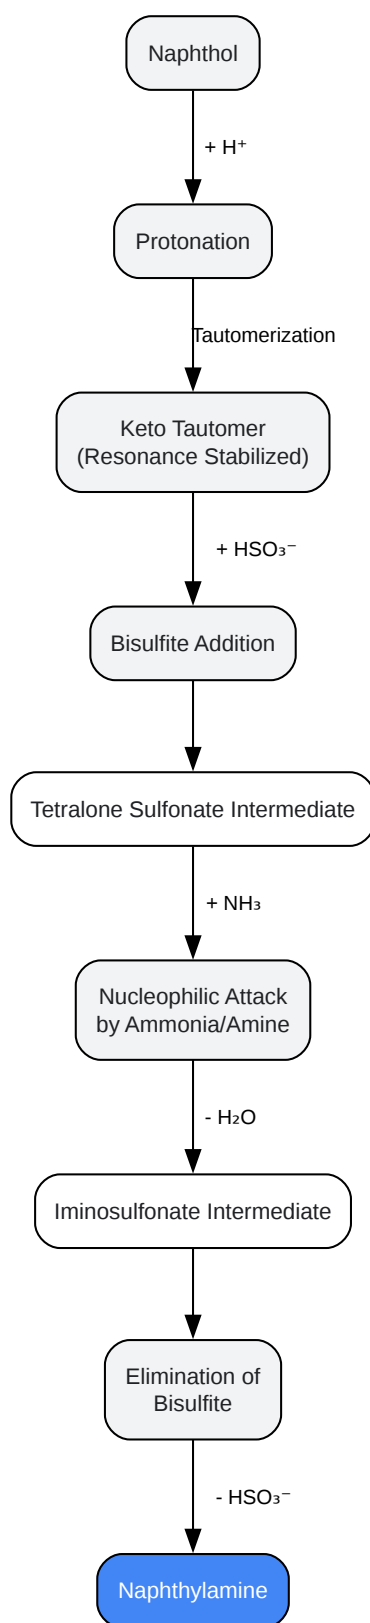 Naphthol
+ H⁺
Protonation
Tautomerization
Keto Tautomer
(Resonance Stabilized)
+ HSO₃⁻
Bisulfite Addition
Tetralone Sulfonate Intermediate
+ NH₃
Nucleophilic Attack
by Ammonia/Amine
- H₂O
Iminosulfonate Intermediate
Elimination of
Bisulfite
- HSO₃⁻
Naphthylamine